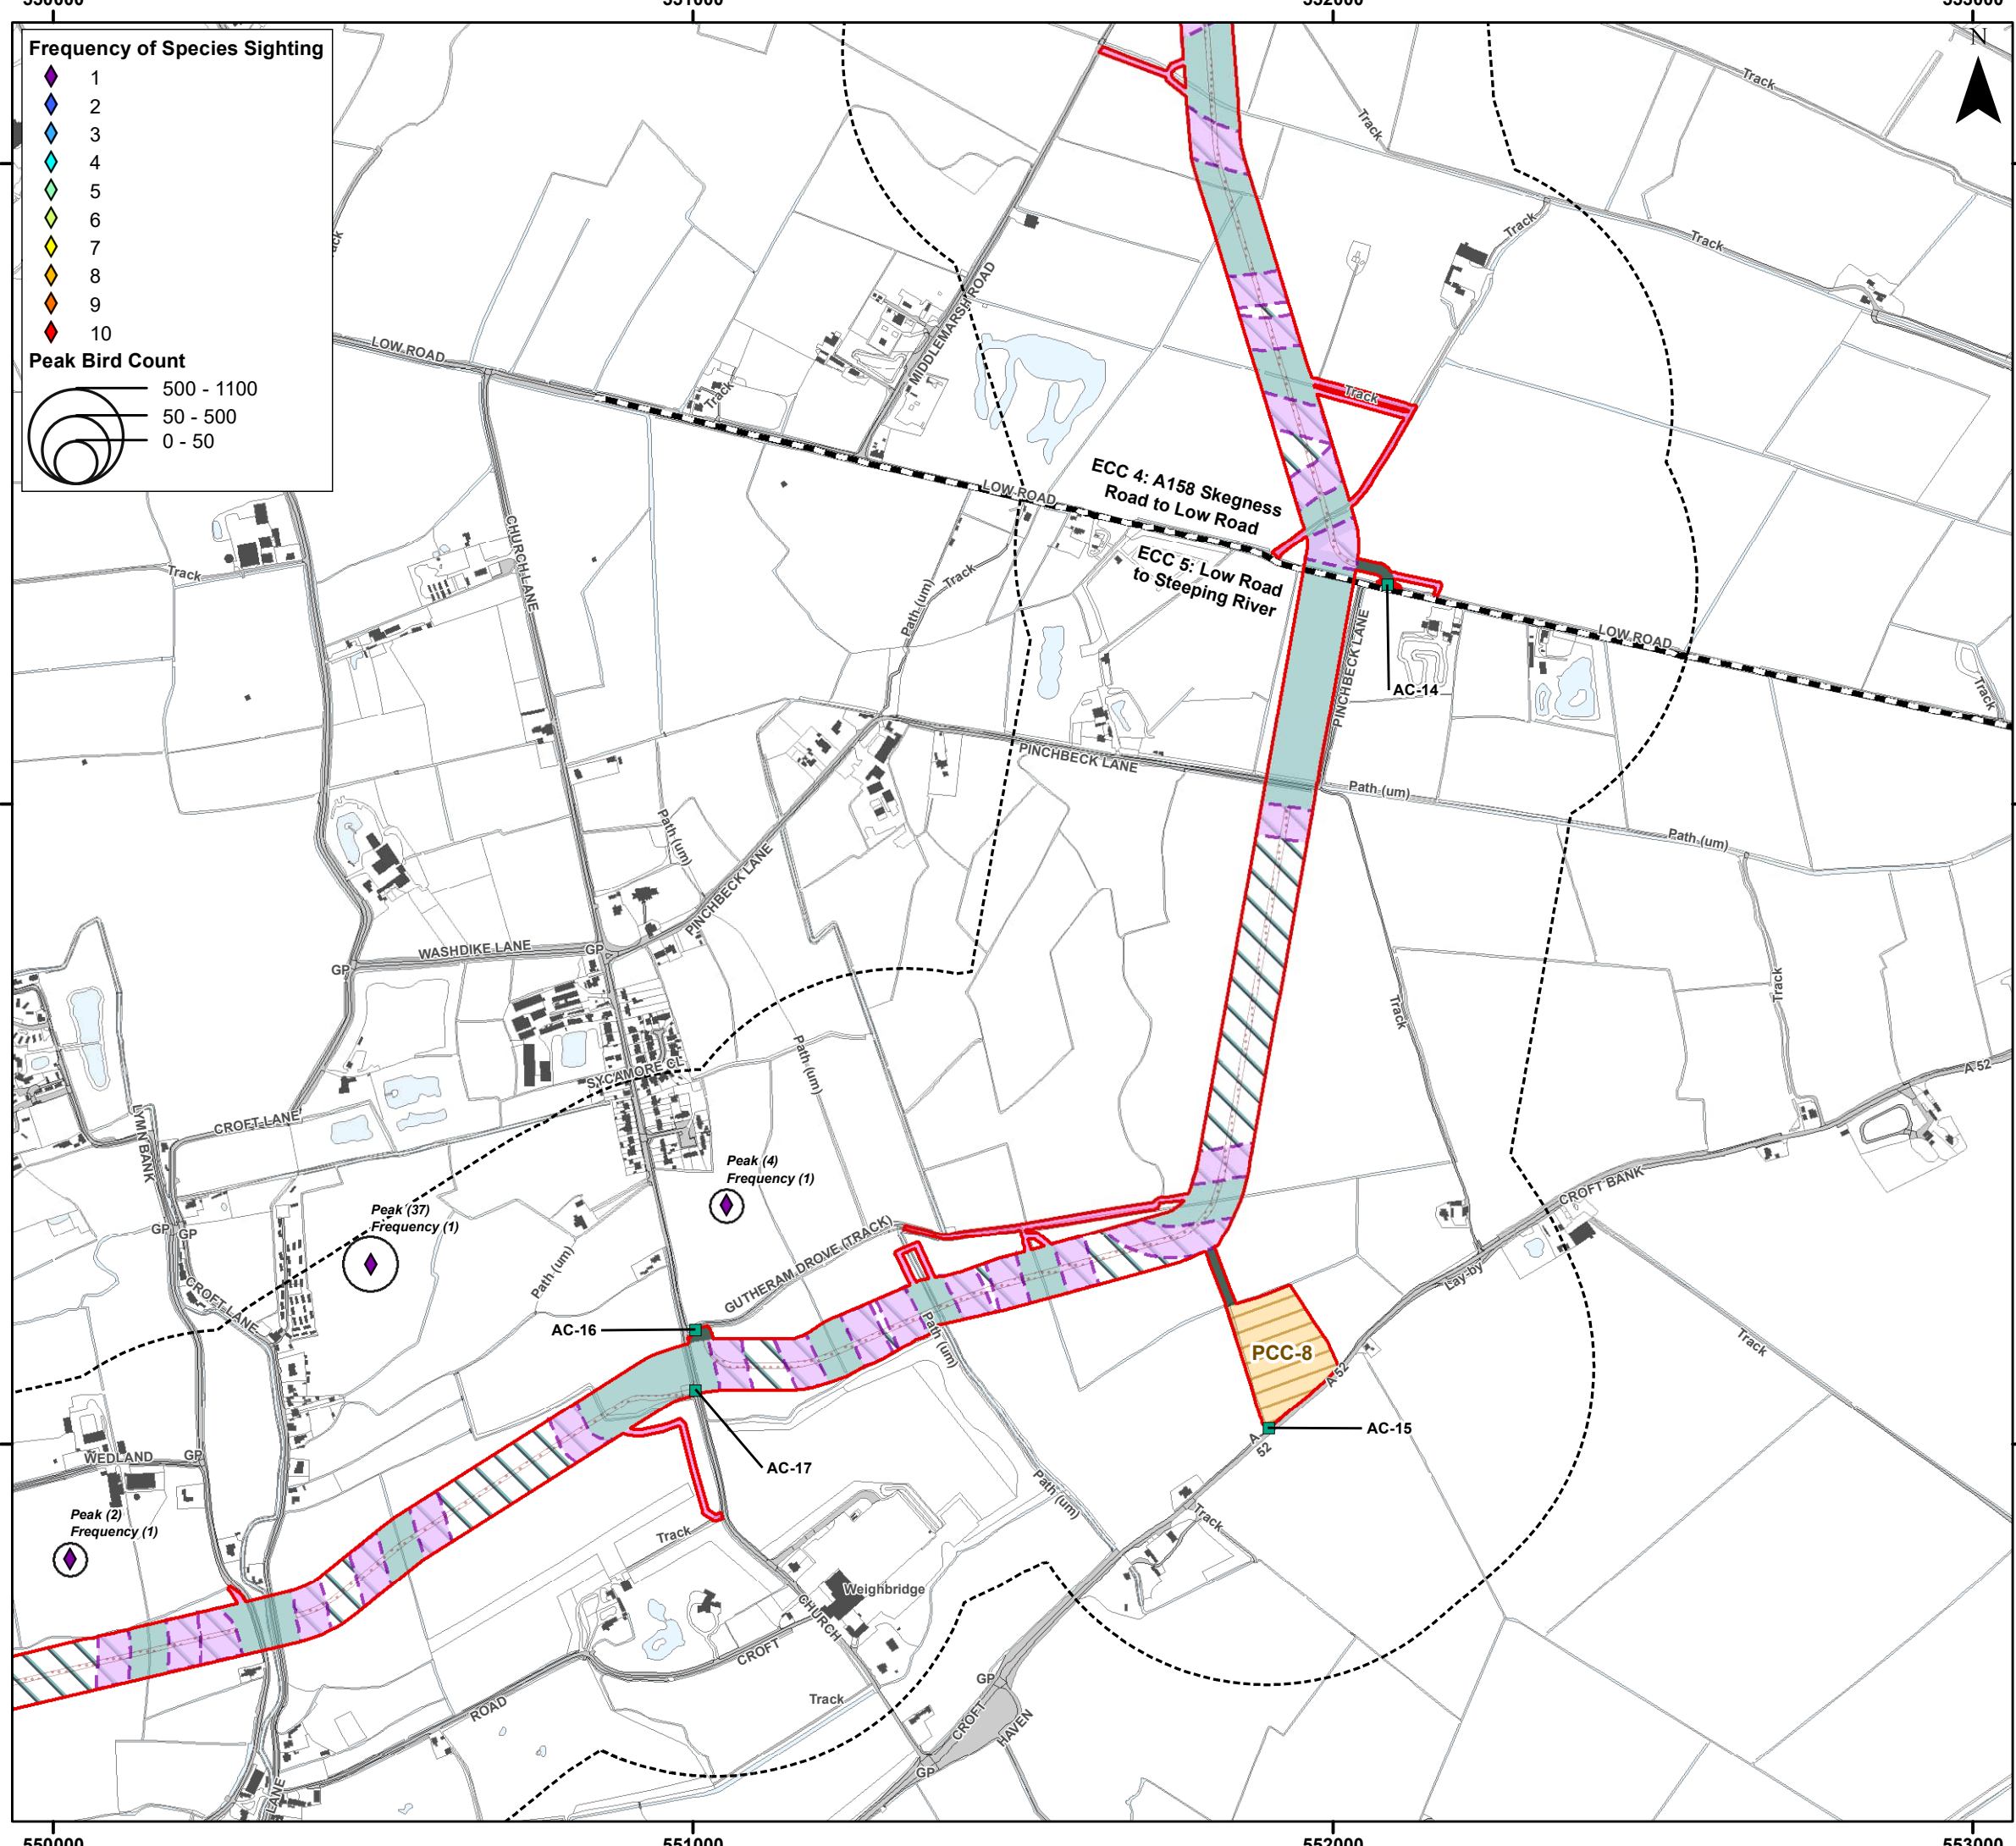 551000
552000
Frequency of Species Sighting
1
2
3
4
5
6
7
8
9
10
Peak Bird Count
500 - 1100
50 - 500
0 - 50
N
Track
Track
Track
Track
MIDDLEMARSH ROAD
LOW ROAD
Track
Track
ECC 4: A158 Skegness
Road to Low Road
LOW ROAD
ECC 5: Low Road
to Steeping River
CHURCH LANE
Track
Track
Path (um)
LOW ROAD
PINCHBECK LANE
AC-14
Track
PINCHBECK LANE
Path (um)
Path (um)
Path (um)
PINCHBECK LANE
WASHDIKE LANE
GP
GP
Track
Track
Path (um)
SYCAMORE CL
A 52
LYMN BANK
CROFT LANE
Peak (4)
Frequency (1)
CROFT BANK
Peak (37)
Frequency (1)
GP
GP
GUTHERAM DROVE (TRACK)
Path (um)
Lay-by
CROFT LANE
AC-16
Path (um)
PCC-8
A 52
Track
AC-15
A
52
WEDLAND
GP
AC-17
Path (um)
Peak (2)
Frequency (1)
Track
Track
Weighbridge
CHURCH
CROFT
Track
ROAD
GP
CROFT
HAVEN
GP
LANE
550000
551000
552000
553000